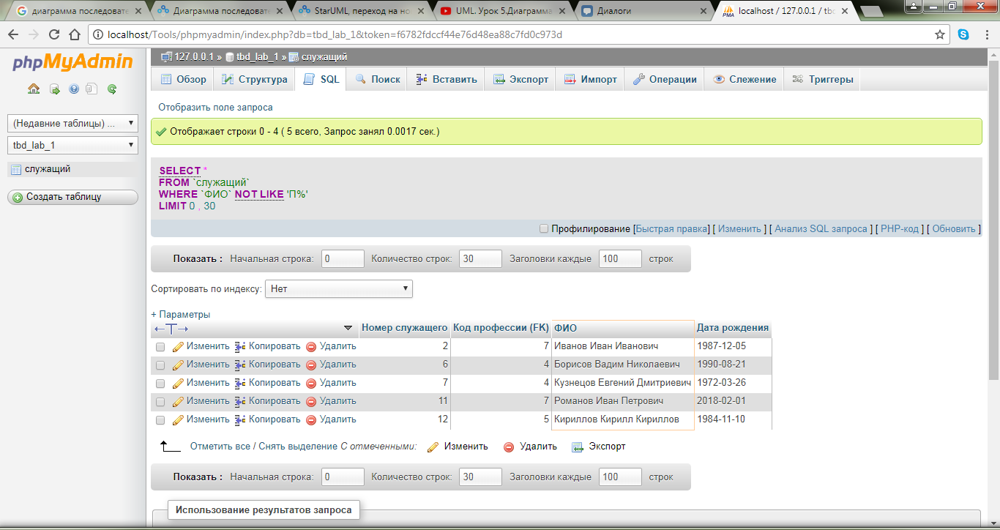 диаграмма последовате
Диаграмма последоват
StarUML, переход на но
UML. Урок 5.Диаграмма
Диалоги
localhost / 127.0.0.1 / tbd
localhost/Tools/phpmyadmin/index.php?db=tbd_lab_1&token=f6782fdccf44e76d48ea88c7fd0c973d
phpMyAdmin
(Недавние таблицы) ...
tbd_lab_1
служащий
Создать таблицу
127.0.0.1 » tbd_lab_1 » служащий
Обзор Структура SQL Поиск Вставить Экспорт Импорт Операции Слежение Триггеры
Отобразить поле запроса
Отображает строки 0 - 4 ( 5 всего, Запрос занял 0.0017 сек.)
SELECT *
FROM `служащий`
WHERE `ФИО` NOT LIKE 'П%'
LIMIT 0 , 30
Профилирование [Быстрая правка] [ Изменить ] [ Анализ SQL запроса ] [ PHP-код ] [ Обновить ]
Показать : Начальная строка: 0 Количество строк: 30 Заголовки каждые 100 строк
Сортировать по индексу: Нет
+ Параметры
←T→ Номер служащего Код профессии (FK) ФИО Дата рождения
Изменить Копировать Удалить 2 7 Иванов Иван Иванович 1987-12-05
Изменить Копировать Удалить 6 4 Борисов Вадим Николаевич 1990-08-21
Изменить Копировать Удалить 7 4 Кузнецов Евгений Дмитриевич 1972-03-26
Изменить Копировать Удалить 11 7 Романов Иван Петрович 2018-02-01
Изменить Копировать Удалить 12 5 Кириллов Кирилл Кириллов 1984-11-10
Отметить все / Снять выделение С отмеченными: Изменить Удалить Экспорт
Показать : Начальная строка: 0 Количество строк: 30 Заголовки каждые 100 строк
Использование результатов запроса